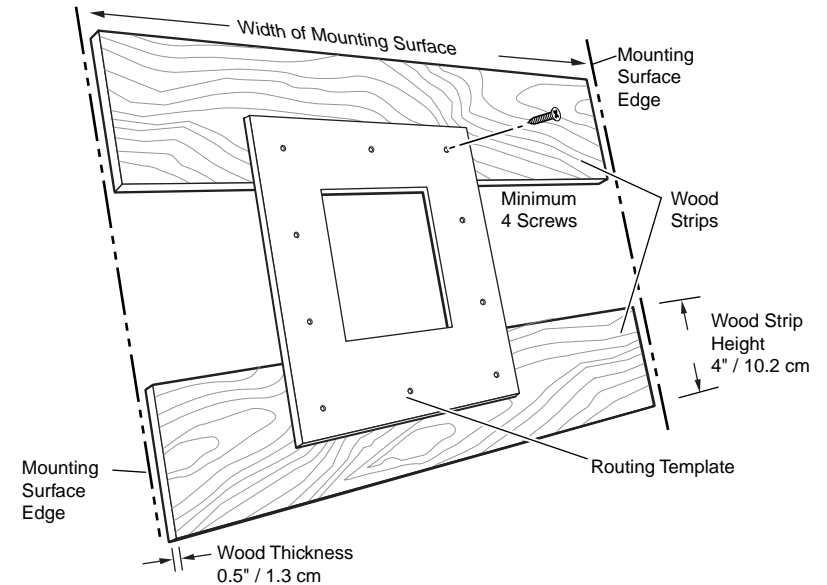 Width of Mounting Surface
Mounting
Surface
Edge
Minimum
4 Screws
Wood
Strips
Wood Strip
Height
4" / 10.2 cm
Routing Template
Mounting
Surface
Edge
Wood Thickness
0.5" / 1.3 cm